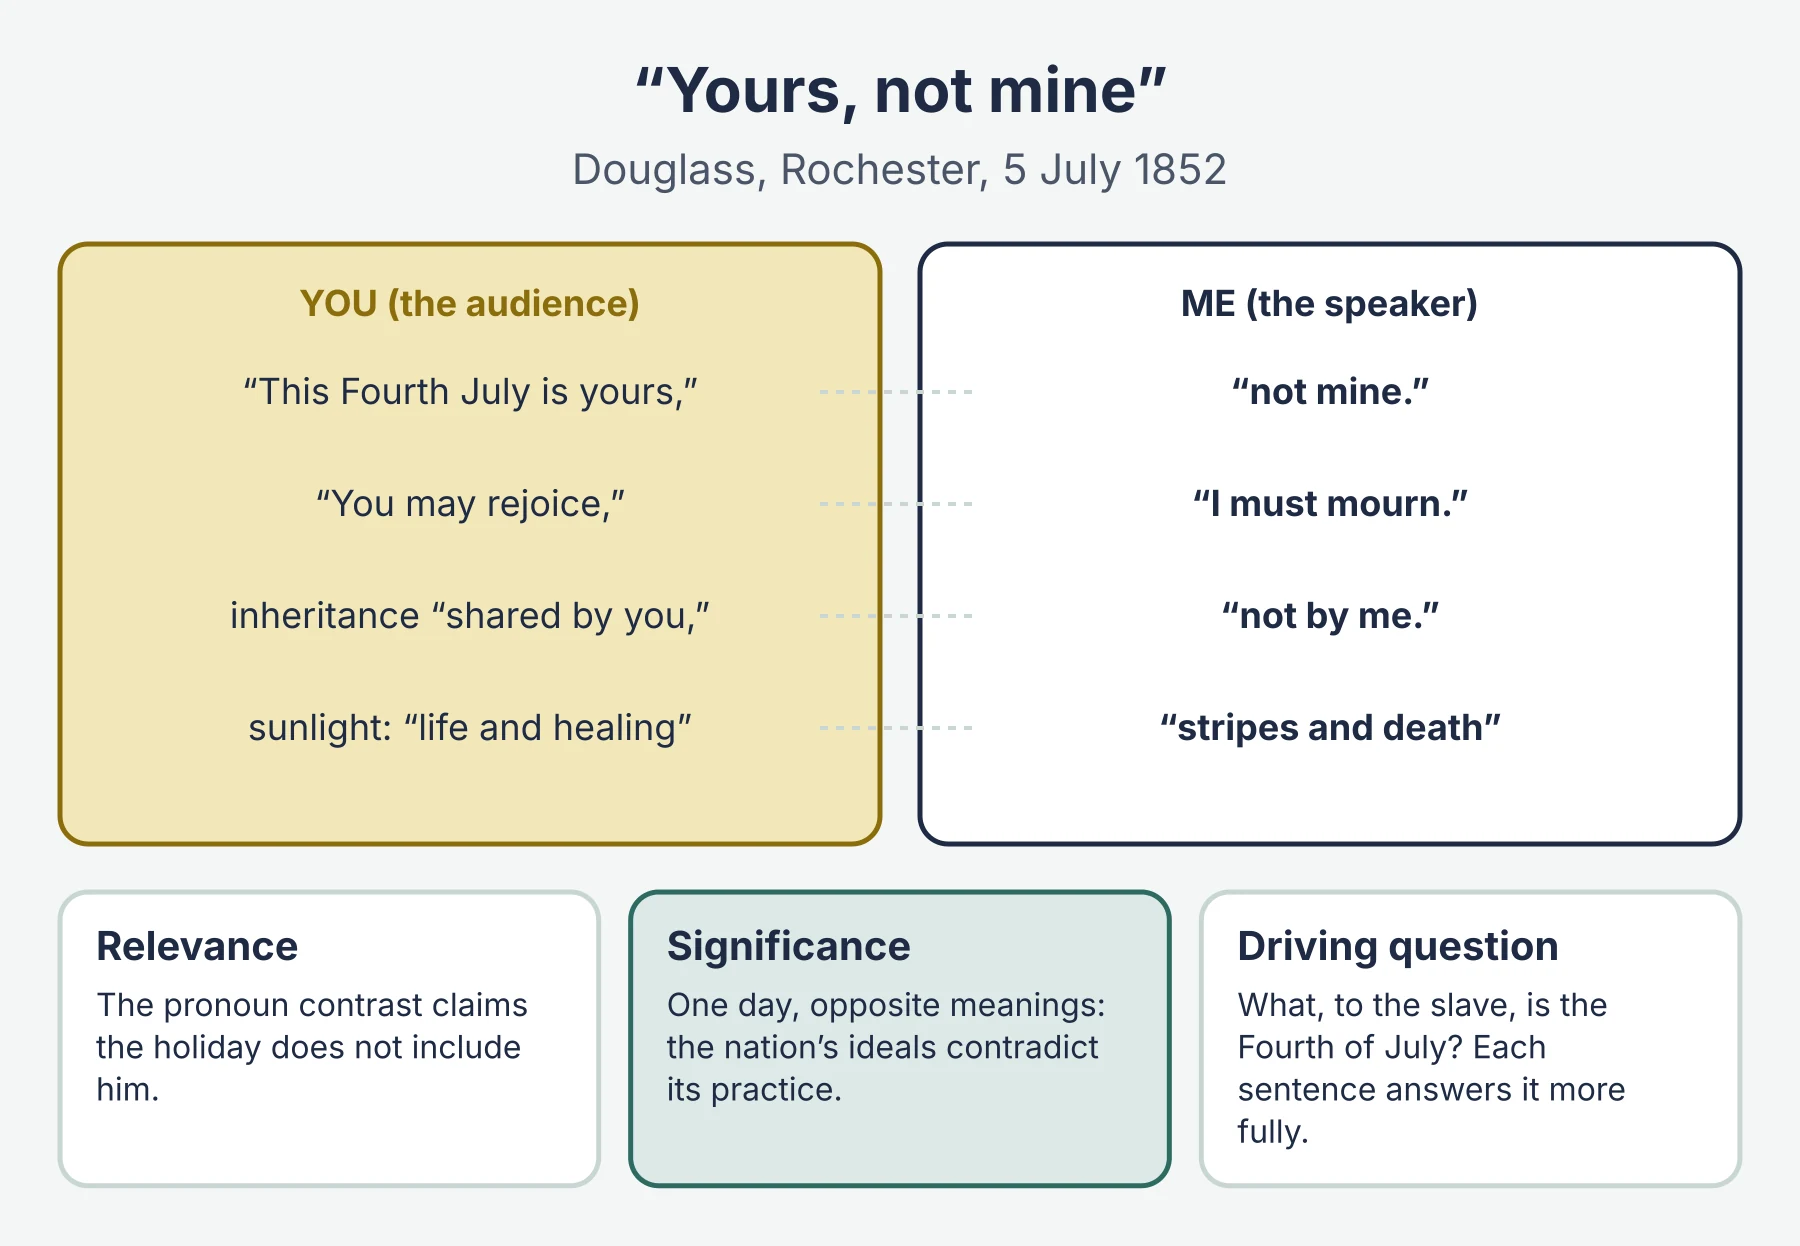 “Yours, not mine”
Douglass, Rochester, 5 July 1852
YOU (the audience)
“This Fourth July is yours,”
“You may rejoice,”
inheritance “shared by you,”
sunlight: “life and healing”
ME (the speaker)
“not mine.”
“I must mourn.”
“not by me.”
“stripes and death”
Relevance
The pronoun contrast claims
the holiday does not include
him.
Significance
One day, opposite meanings:
the nation’s ideals contradict
its practice.
Driving question
What, to the slave, is the
Fourth of July? Each
sentence answers it more
fully.